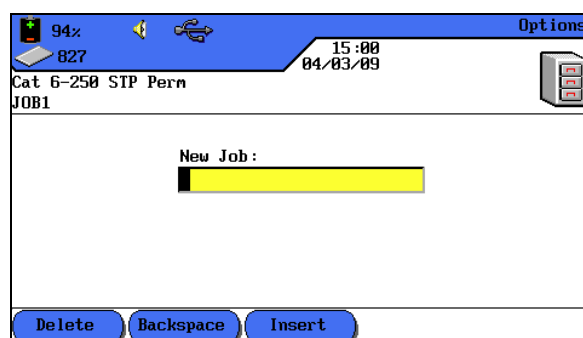 94% Options
827 15:00
04/03/09
Cat 6-250 STP Perm
JOB1
New Job:
Delete Backspace Insert